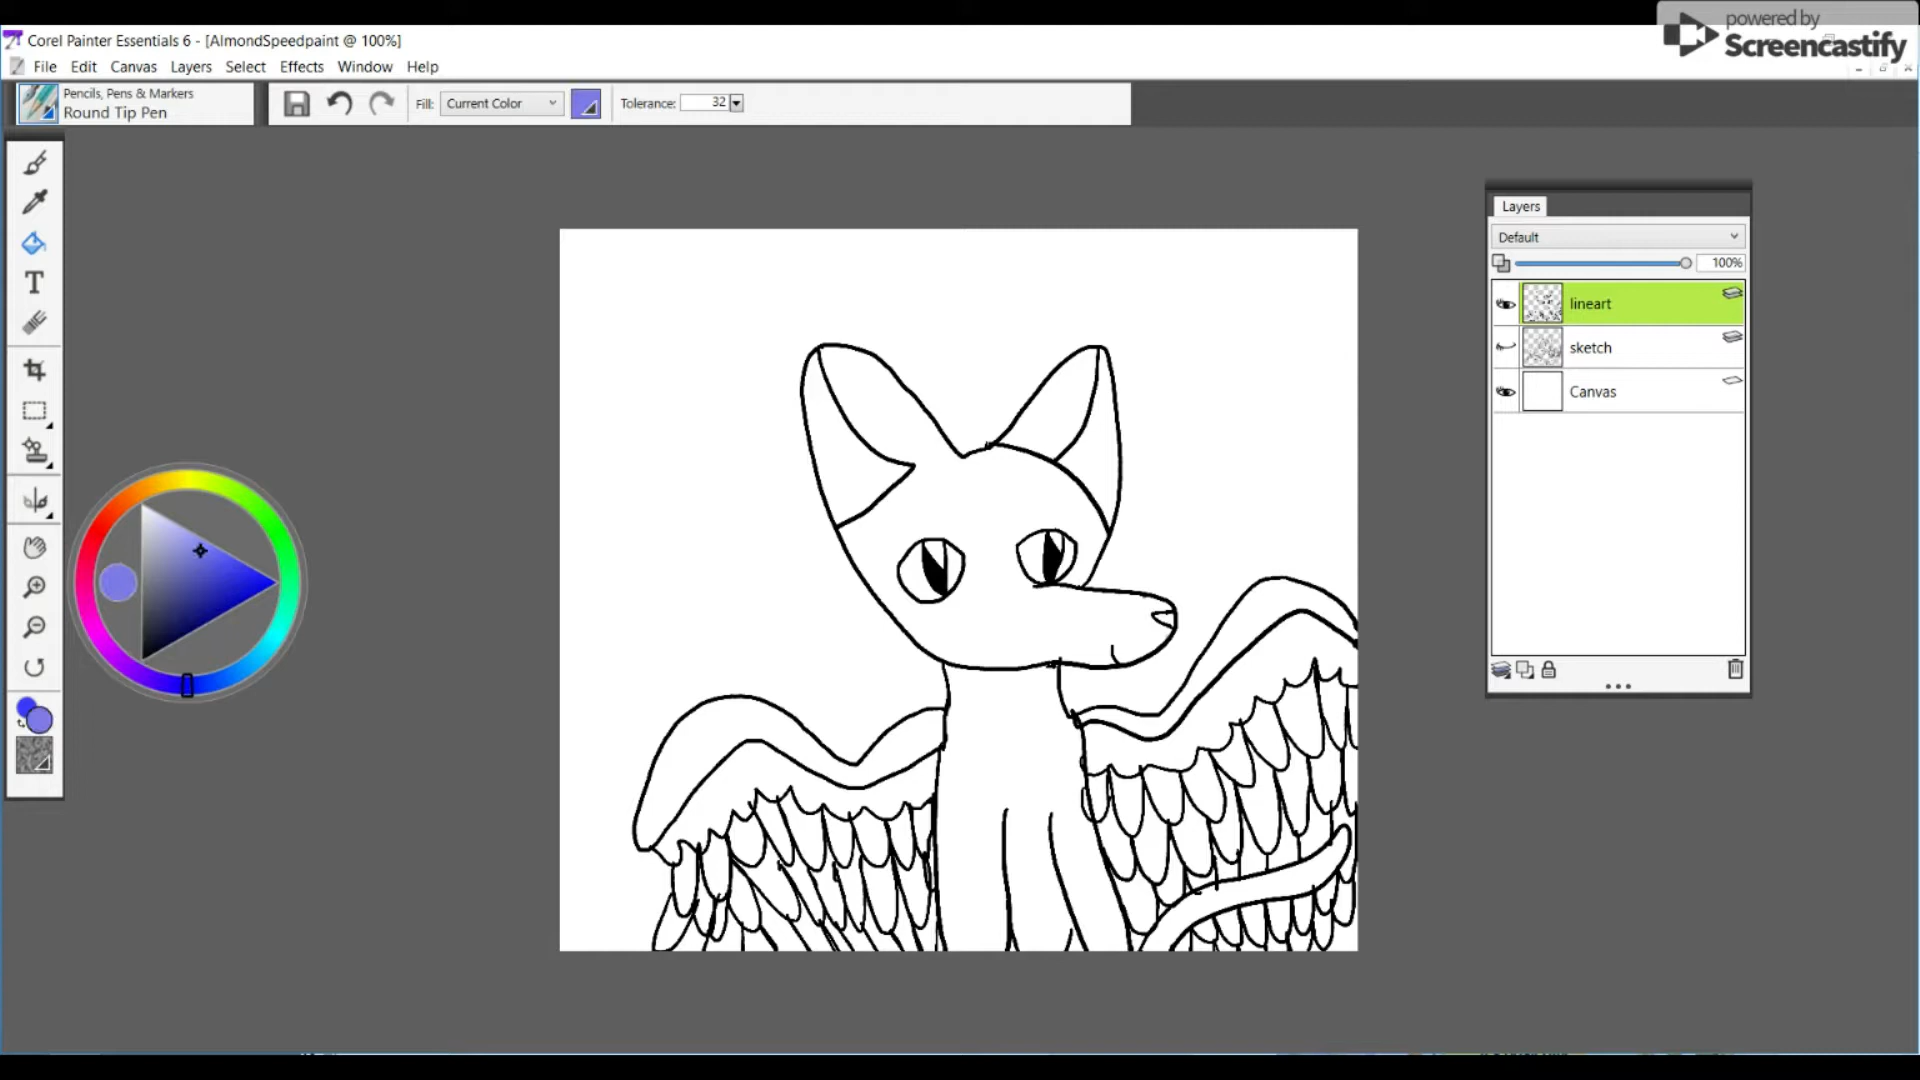 powered by
Screencastify
Corel Painter Essentials 6 - [AlmondSpeedpaint @ 100%]
File Edit Canvas Layers Select Effects Window Help
Pencils, Pens & Markers
Round Tip Pen
Fill: Current Color Tolerance: 32
T
Layers
Default
100%
lineart
sketch
Canvas